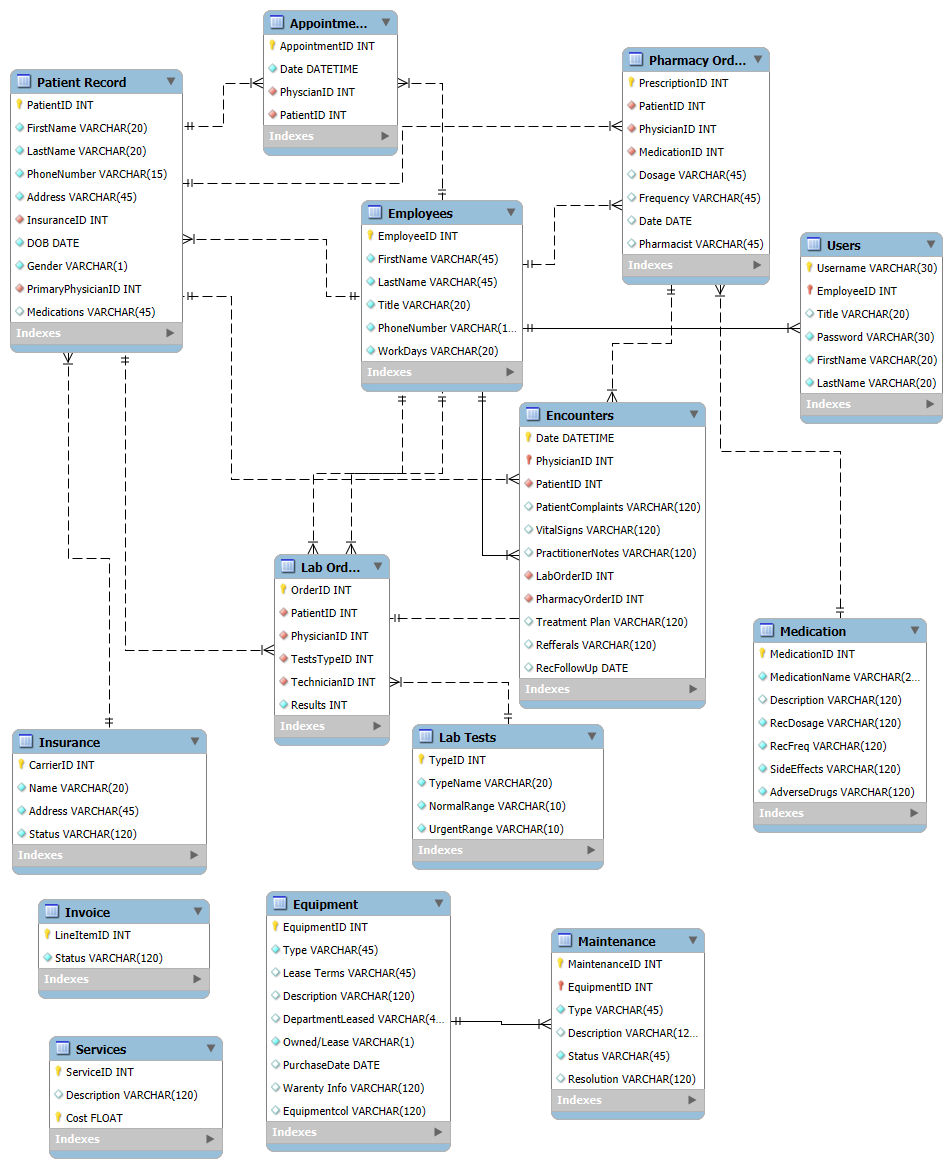 Appointme...
AppointmentID INT
Date DATETIME
PhyscianID INT
PatientID INT
Indexes
Patient Record
PatientID INT
FirstName VARCHAR(20)
LastName VARCHAR(20)
PhoneNumber VARCHAR(15)
Address VARCHAR(45)
InsuranceID INT
DOB DATE
Gender VARCHAR(1)
PrimaryPhysicianID INT
Medications VARCHAR(45)
Indexes
Pharmacy Ord...
PrescriptionID INT
PatientID INT
PhysicianID INT
MedicationID INT
Dosage VARCHAR(45)
Frequency VARCHAR(45)
Date DATE
Pharmacist VARCHAR(45)
Indexes
Employees
EmployeeID INT
FirstName VARCHAR(45)
LastName VARCHAR(45)
Title VARCHAR(20)
PhoneNumber VARCHAR(1...
WorkDays VARCHAR(20)
Indexes
Users
Username VARCHAR(30)
EmployeeID INT
Title VARCHAR(20)
Password VARCHAR(30)
FirstName VARCHAR(20)
LastName VARCHAR(20)
Indexes
Encounters
Date DATETIME
PhysicianID INT
PatientID INT
PatientComplaints VARCHAR(120)
VitalSigns VARCHAR(120)
PractitionerNotes VARCHAR(120)
LabOrderID INT
PharmacyOrderID INT
Treatment Plan VARCHAR(120)
Refferals VARCHAR(120)
RecFollowUp DATE
Indexes
Lab Ord...
OrderID INT
PatientID INT
PhysicianID INT
TestsTypeID INT
TechnicianID INT
Results INT
Indexes
Medication
MedicationID INT
MedicationName VARCHAR(2...
Description VARCHAR(120)
RecDosage VARCHAR(120)
RecFreq VARCHAR(120)
SideEffects VARCHAR(120)
AdverseDrugs VARCHAR(120)
Indexes
Insurance
CarrierID INT
Name VARCHAR(20)
Address VARCHAR(45)
Status VARCHAR(120)
Indexes
Lab Tests
TypeID INT
TypeName VARCHAR(20)
NormalRange VARCHAR(10)
UrgentRange VARCHAR(10)
Indexes
Invoice
LineItemID INT
Status VARCHAR(120)
Indexes
Equipment
EquipmentID INT
Type VARCHAR(45)
Lease Terms VARCHAR(45)
Description VARCHAR(120)
DepartmentLeased VARCHAR(4...
Owned/Lease VARCHAR(1)
PurchaseDate DATE
Warenty Info VARCHAR(120)
Equipmentcol VARCHAR(120)
Indexes
Maintenance
MaintenanceID INT
EquipmentID INT
Type VARCHAR(45)
Description VARCHAR(12...
Status VARCHAR(45)
Resolution VARCHAR(120)
Indexes
Services
ServiceID INT
Description VARCHAR(120)
Cost FLOAT
Indexes